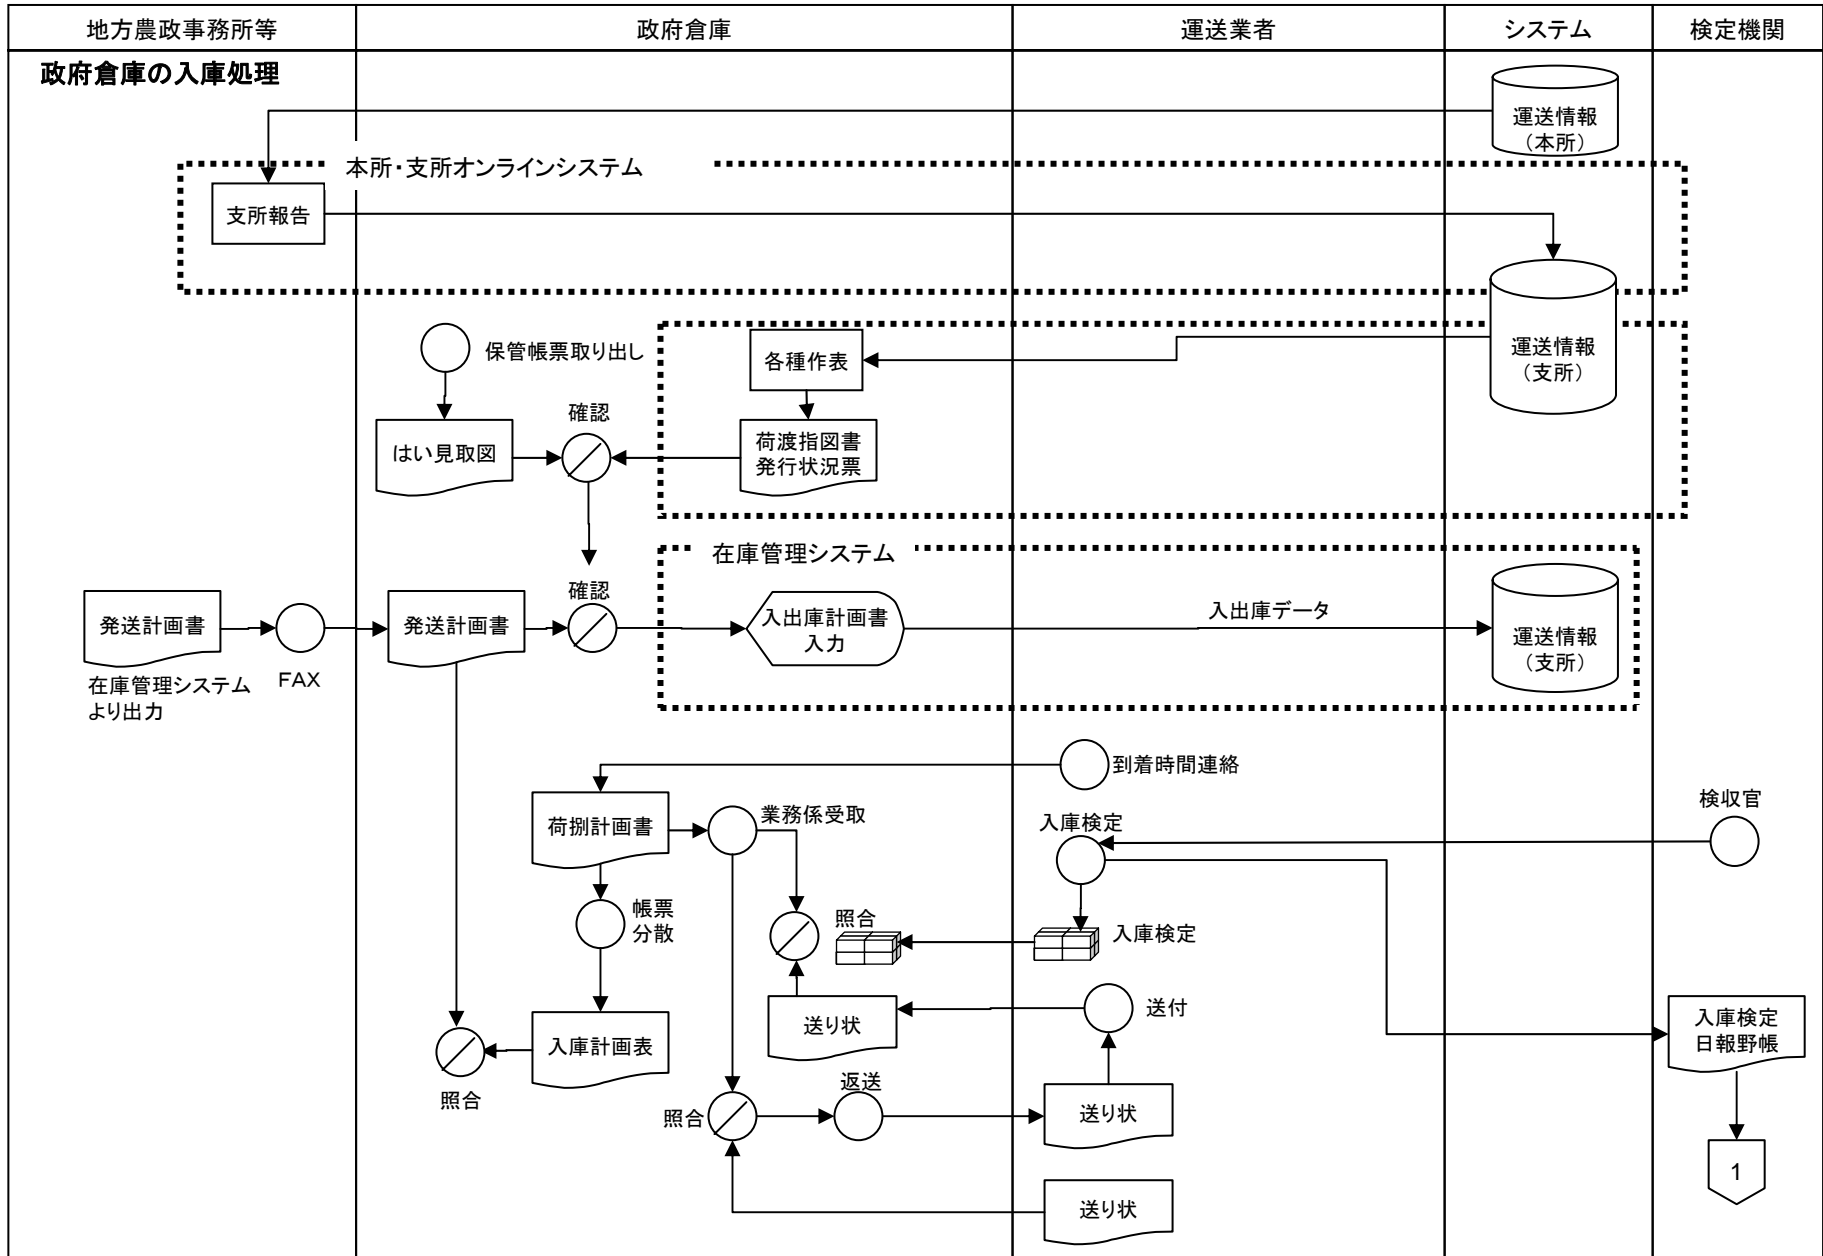 地方農政事務所等
政府倉庫
運送業者
システム
検定機関
政府倉庫の入庫処理
運送情報
（本所）
本所・支所オンラインシステム
支所報告
保管帳票取り出し
各種作表
運送情報
（支所）
確認
はい見取図
荷渡指図書
発行状況票
在庫管理システム
確認
発送計画書
発送計画書
入出庫計画書
入力
入出庫データ
運送情報
（支所）
在庫管理システム
より出力
FAX
到着時間連絡
荷捌計画書
業務係受取
入庫検定
検収官
帳票
分散
照合
入庫検定
送り状
送付
入庫検定
日報野帳
入庫計画表
照合
照合
返送
送り状
1
送り状